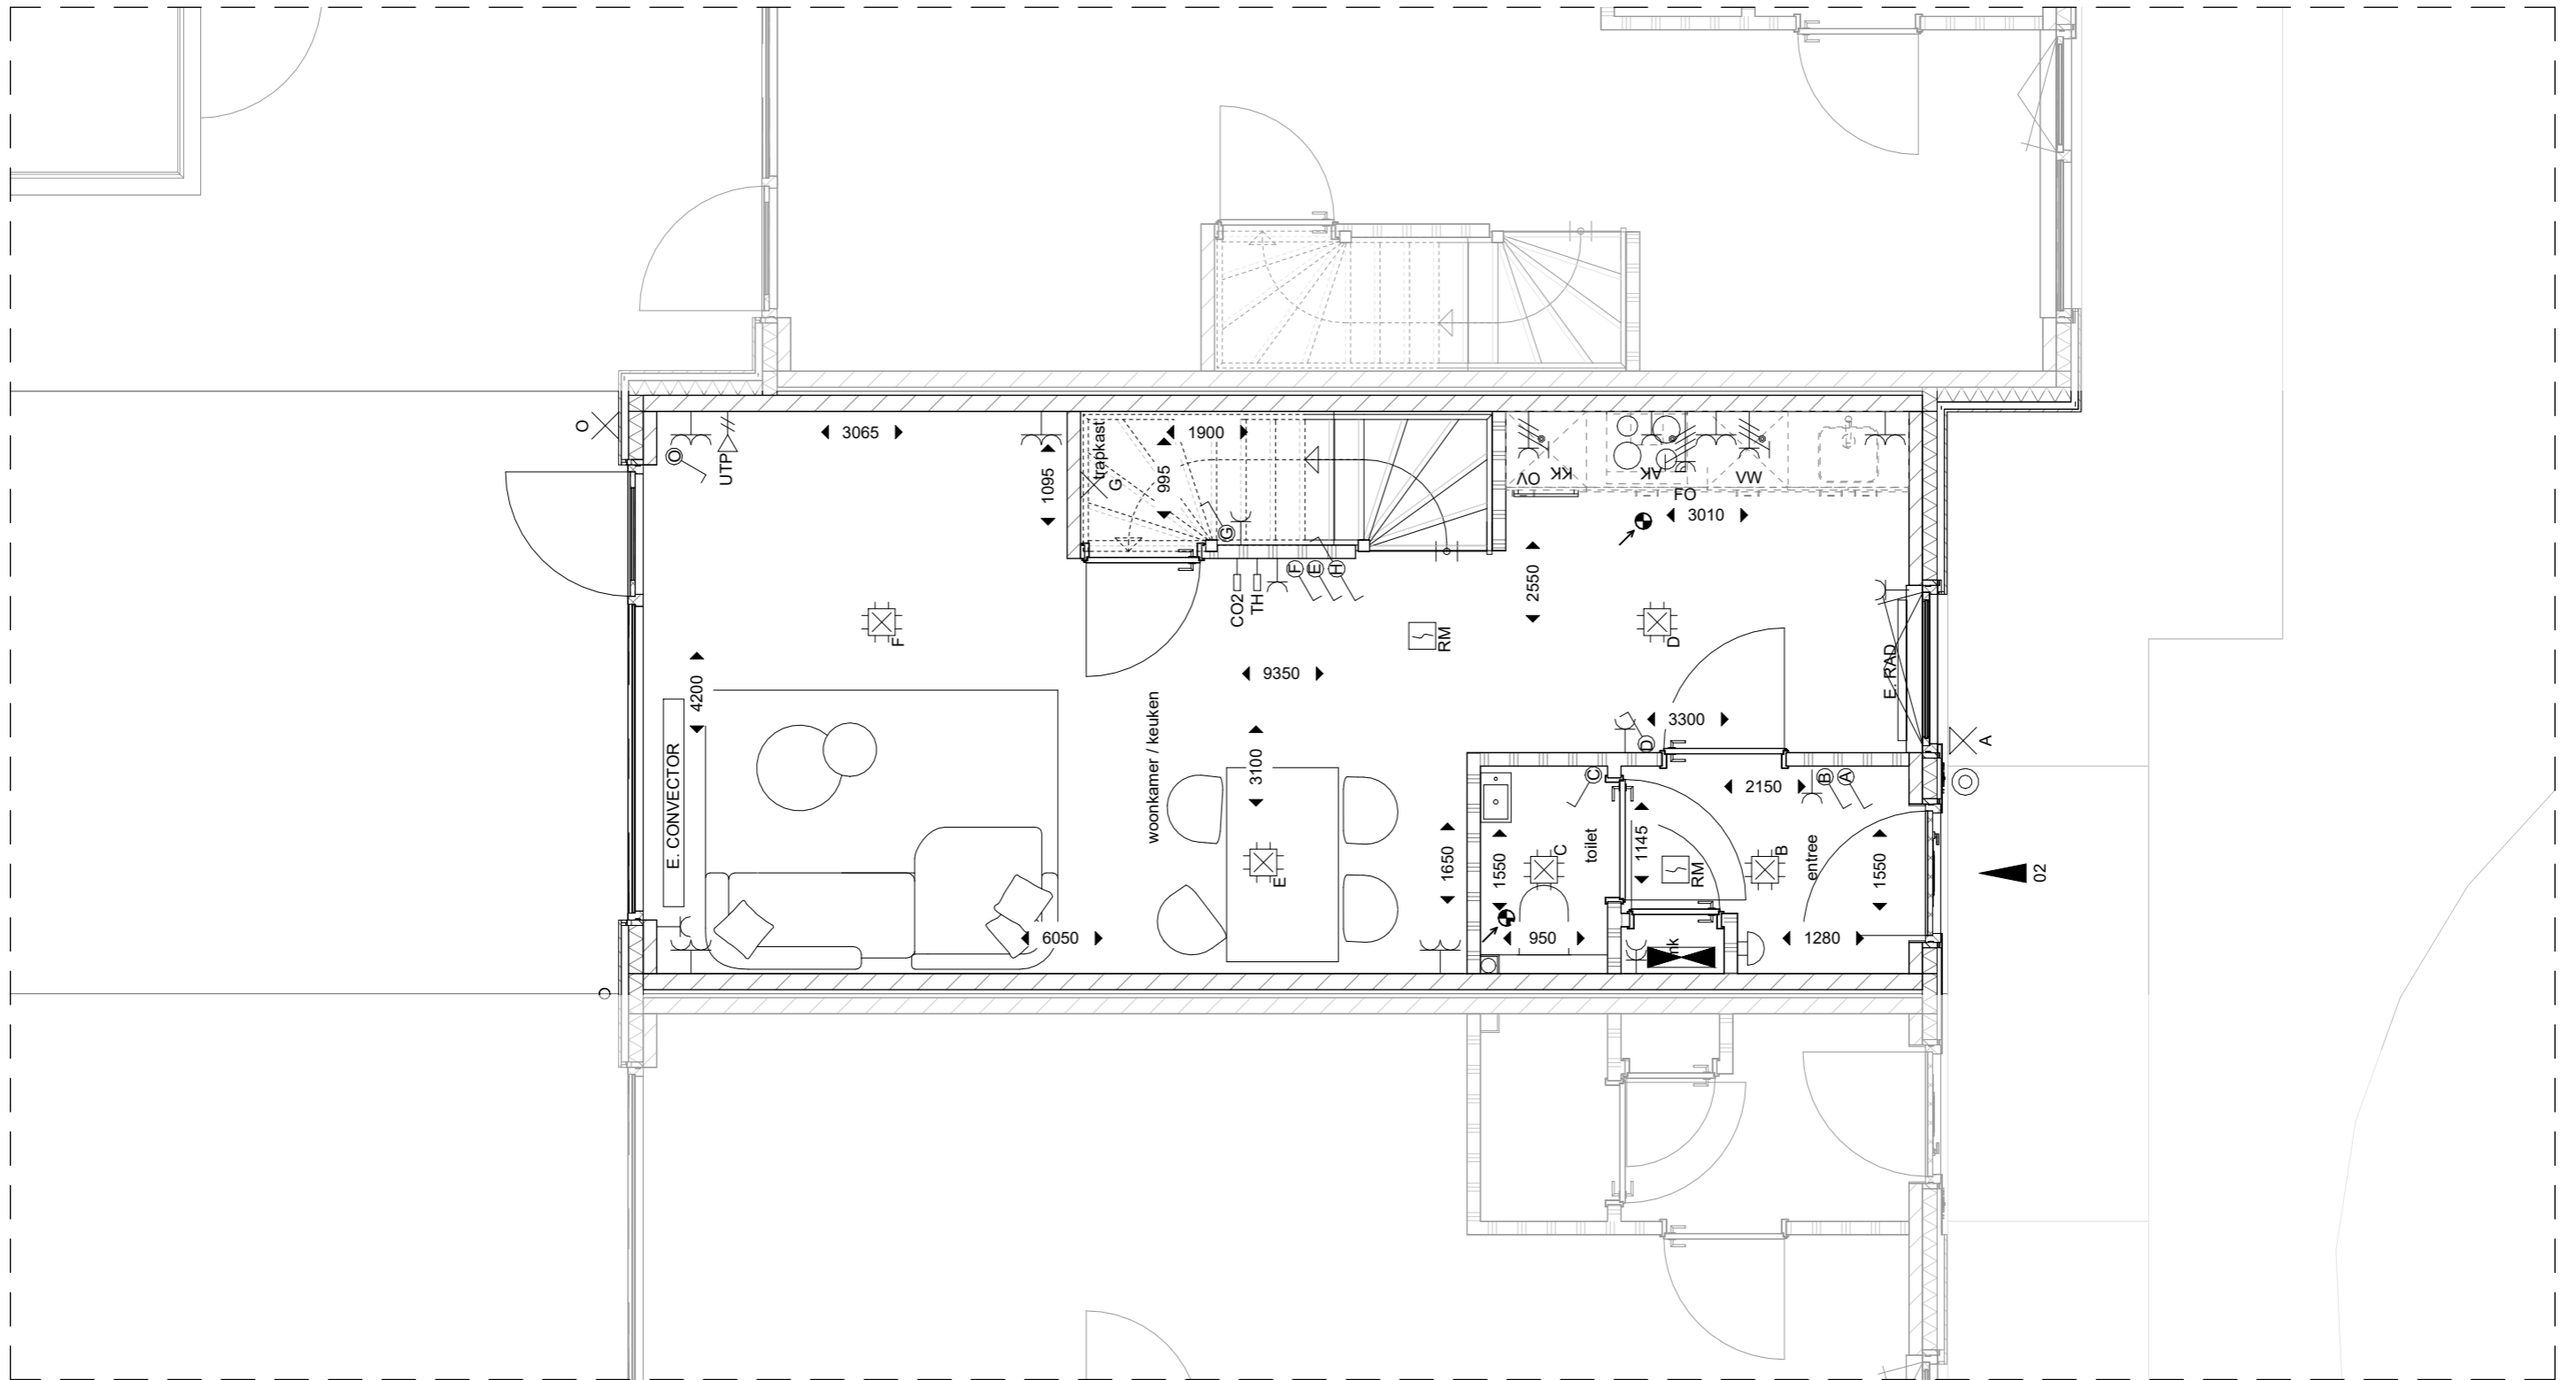 O
O
UTP
3065
trapkast
G
1095
995
1900
G
OV
KK
AK
VW
FO
3010
2550
CO2
TH
F
E
H
F
RM
D
4200
9350
E. RAD
3300
D
A
E. CONVECTOR
woonkamer / keuken
3100
E
6050
1650
1550
C
C
toilet
950
1145
RM
mk
2150
B
A
B
entree
1280
1550
02